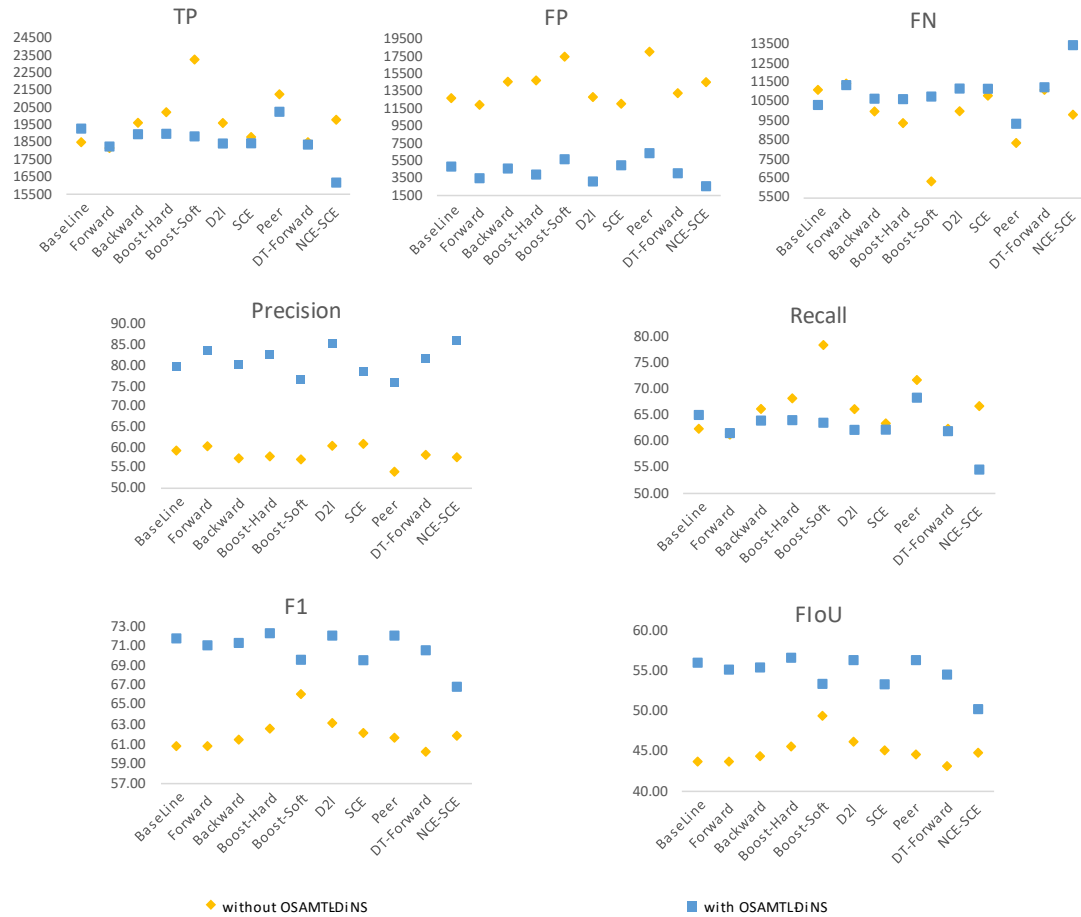 TP
24500
23500
22500
21500
20500
19500
18500
17500
16500
15500
BaseLine
Forward
Backward
Boost-Hard
Boost-Soft
D2l
SCE
Peer
DT-Forward
NCE-SCE
FP
19500
17500
15500
13500
11500
9500
7500
5500
3500
1500
BaseLine
Forward
Backward
Boost-Hard
Boost-Soft
D2l
SCE
Peer
DT-Forward
NCE-SCE
FN
13500
11500
10500
9500
7500
5500
BaseLine
Forward
Backward
Boost-Hard
Boost-Soft
D2l
SCE
Peer
DT-Forward
NCE-SCE
Precision
90.00
85.00
80.00
75.00
70.00
65.00
60.00
55.00
50.00
BaseLine
Forward
Backward
Boost-Hard
Boost-Soft
D2l
SCE
Peer
DT-Forward
NCE-SCE
Recall
80.00
75.00
70.00
65.00
60.00
55.00
50.00
BaseLine
Forward
Backward
Boost-Hard
Boost-Soft
D2l
SCE
Peer
DT-Forward
NCE-SCE
F1
73.00
71.00
69.00
67.00
65.00
63.00
61.00
59.00
57.00
BaseLine
Forward
Backward
Boost-Hard
Boost-Soft
D2l
SCE
Peer
DT-Forward
NCE-SCE
FIoU
60.00
55.00
50.00
45.00
40.00
BaseLine
Forward
Backward
Boost-Hard
Boost-Soft
D2l
SCE
Peer
DT-Forward
NCE-SCE
without OSAMTL-DiNS
with OSAMTL-DiNS